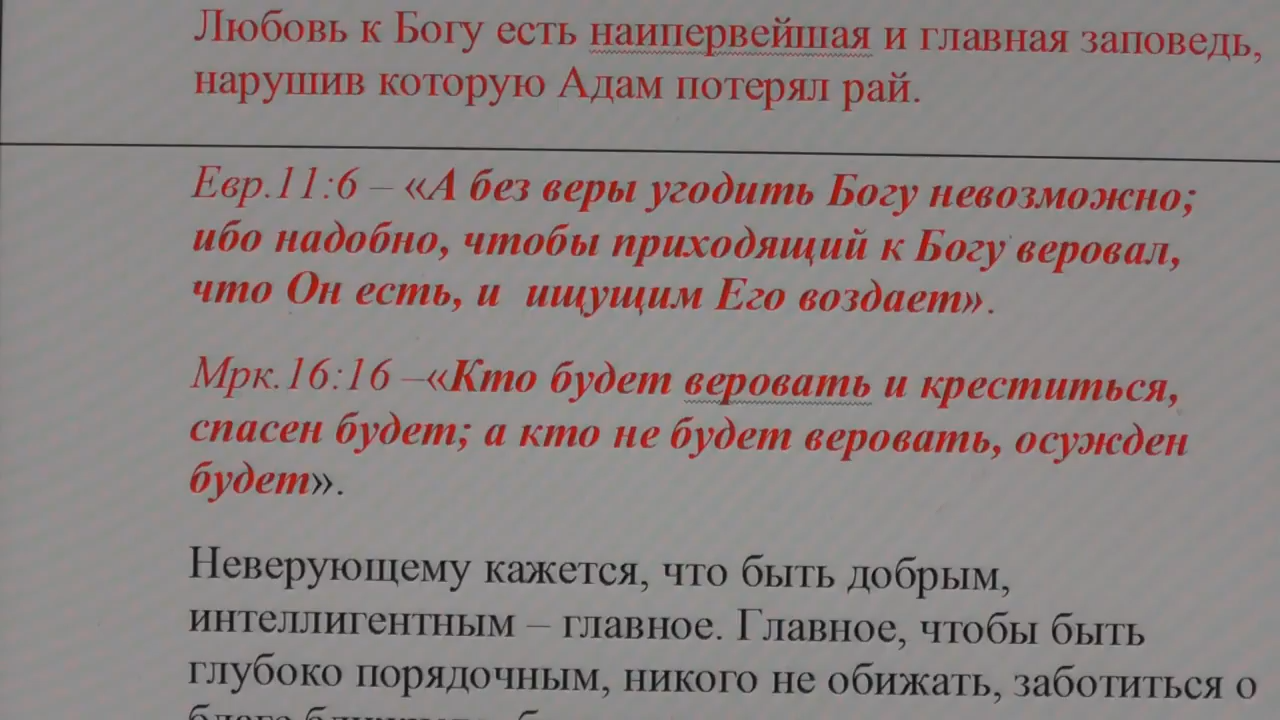 Любовь к Богу есть наипервейшая и главная заповедь,
нарушив которую Адам потерял рай.
Евр.11:6 – «А без веры угодить Богу невозможно;
ибо надобно, чтобы приходящий к Богу веровал,
что Он есть, и ищущим Его воздает».
Мрк.16:16 –«Кто будет веровать и креститься,
спасен будет; а кто не будет веровать, осужден
будет».
Неверующему кажется, что быть добрым,
интеллигентным – главное. Главное, чтобы быть
глубоко порядочным, никого не обижать, заботиться о